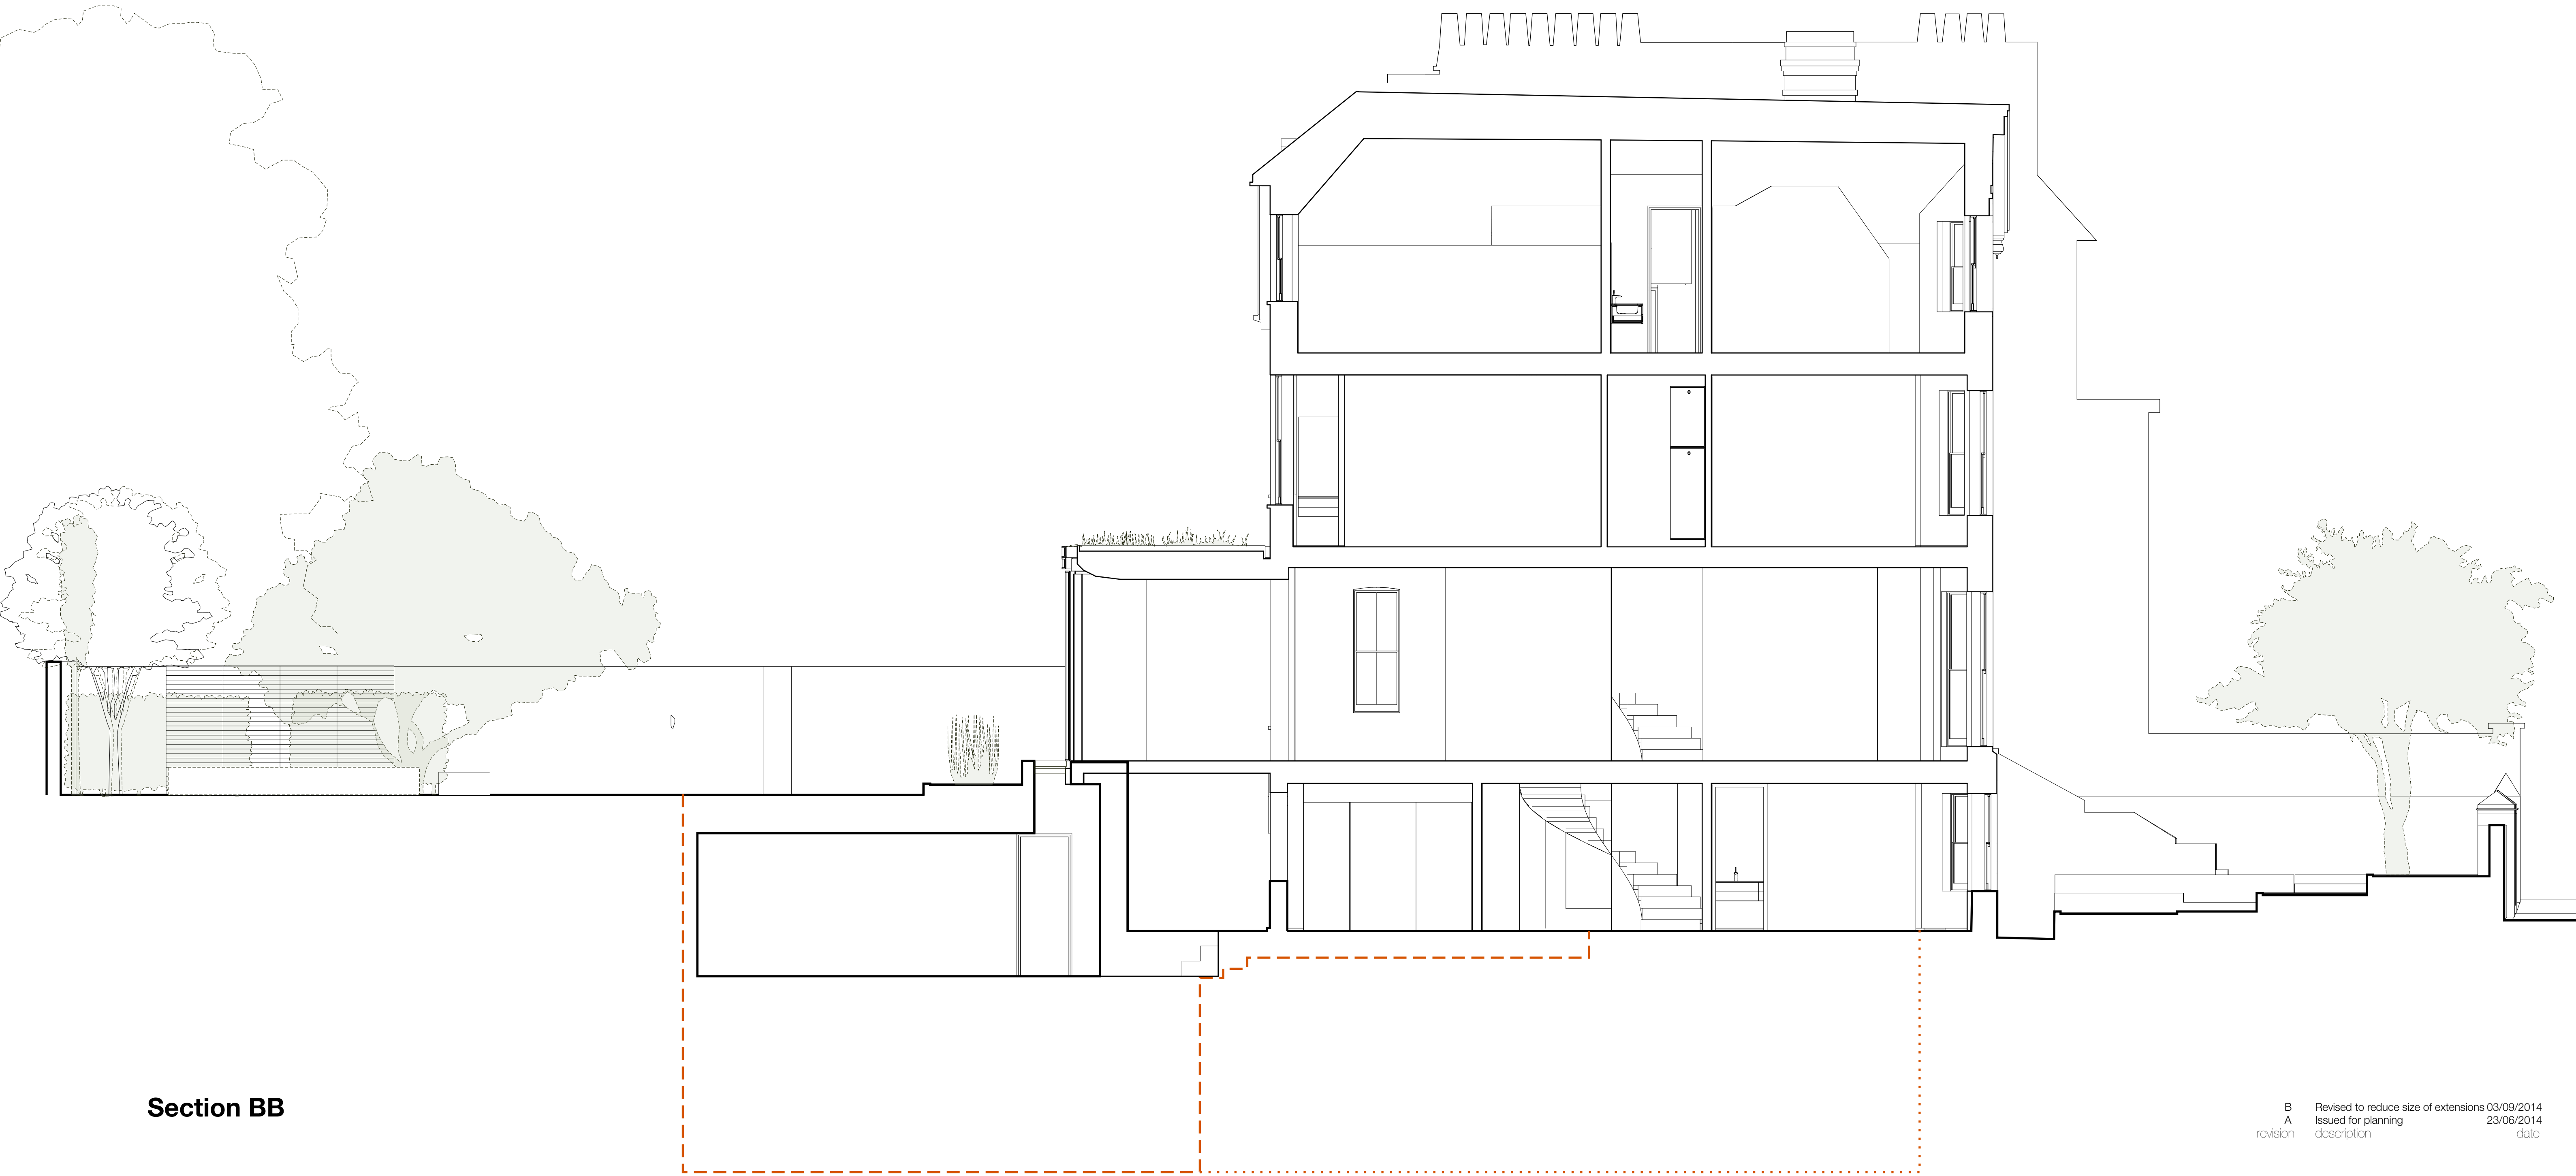 Section BB
B Revised to reduce size of extensions 03/09/2014
A Issued for planning 23/06/2014
revision description date